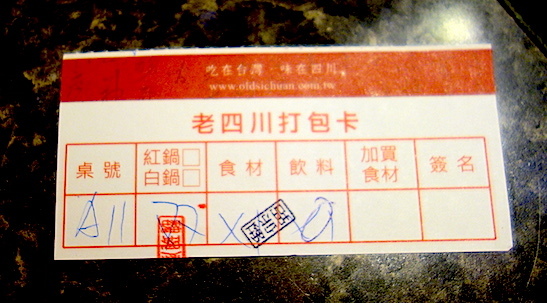 吃在台灣 味在四川
www.oldsichuan.com.tw
老四川打包卡
桌號 紅鍋□ 白鍋□ 食材 飲料 加買食材 簽名
A11 双 X